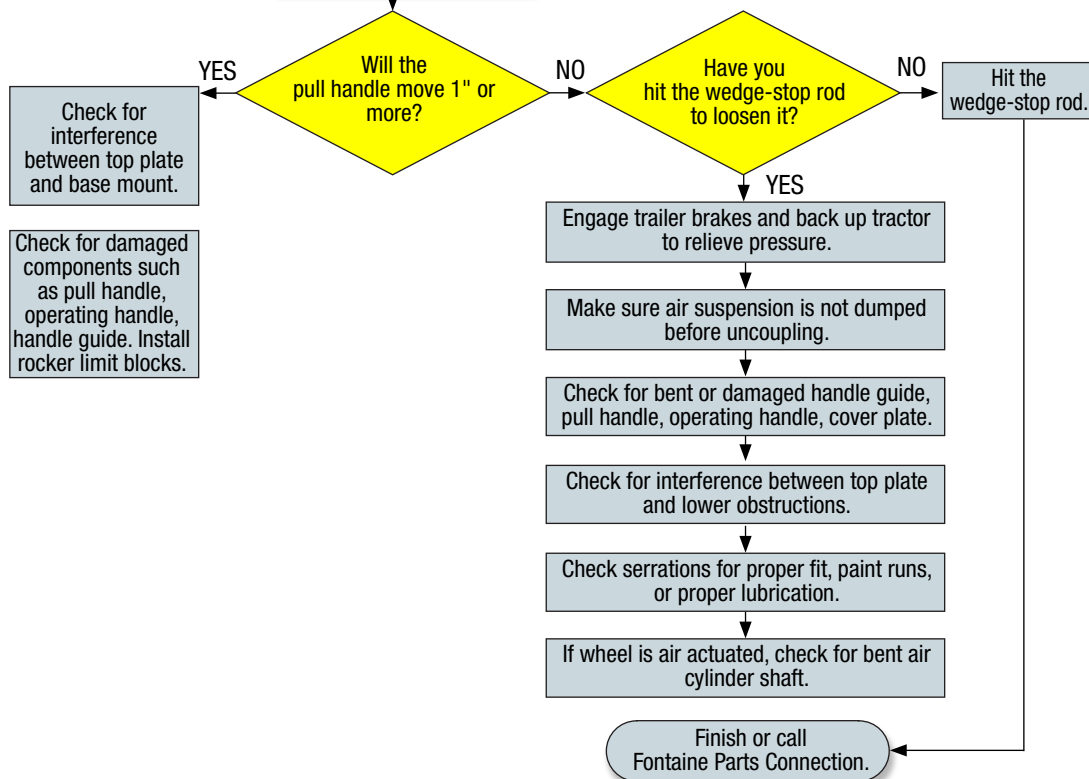 YES
Will the
pull handle move 1" or
more?
NO
Have you
hit the wedge-stop rod
to loosen it?
NO
Hit the
wedge-stop rod.
Check for
interference
between top plate
and base mount.
YES
Check for damaged
components such
as pull handle,
operating handle,
handle guide. Install
rocker limit blocks.
Engage trailer brakes and back up tractor
to relieve pressure.
Make sure air suspension is not dumped
before uncoupling.
Check for bent or damaged handle guide,
pull handle, operating handle, cover plate.
Check for interference between top plate
and lower obstructions.
Check serrations for proper fit, paint runs,
or proper lubrication.
If wheel is air actuated, check for bent air
cylinder shaft.
Finish or call
Fontaine Parts Connection.